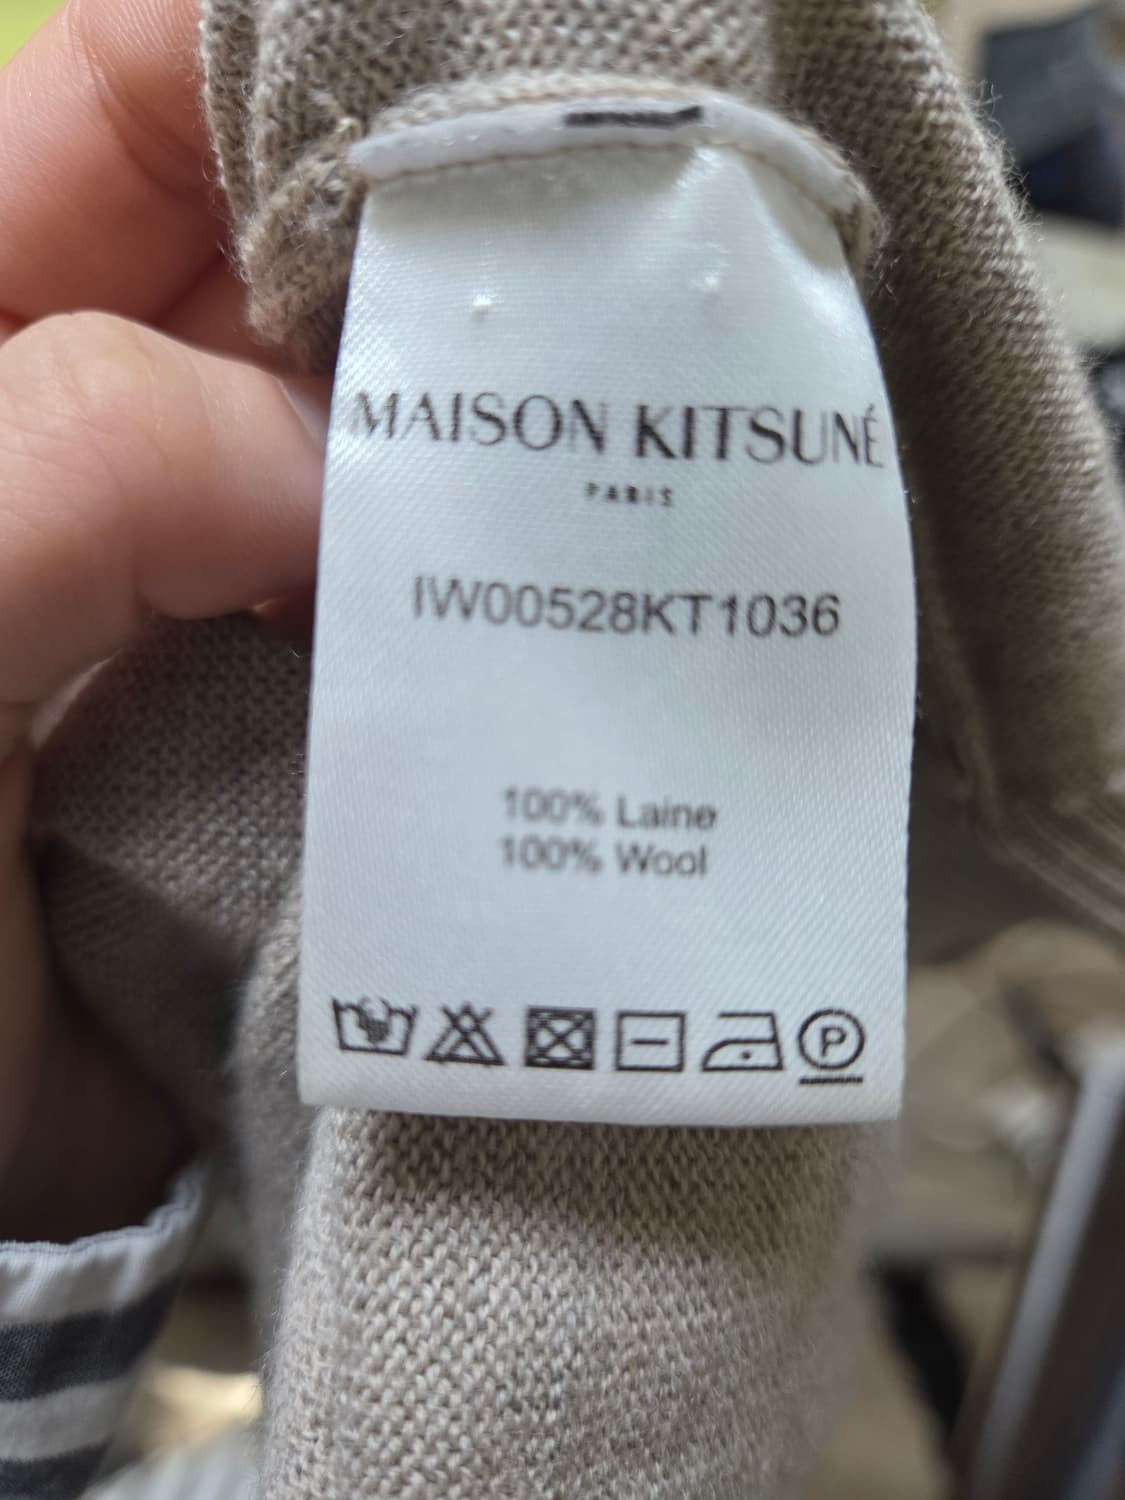 MAISON KITSUNÉ
PARIS
IW00528KT1036
100% Laine
100% Wool
P